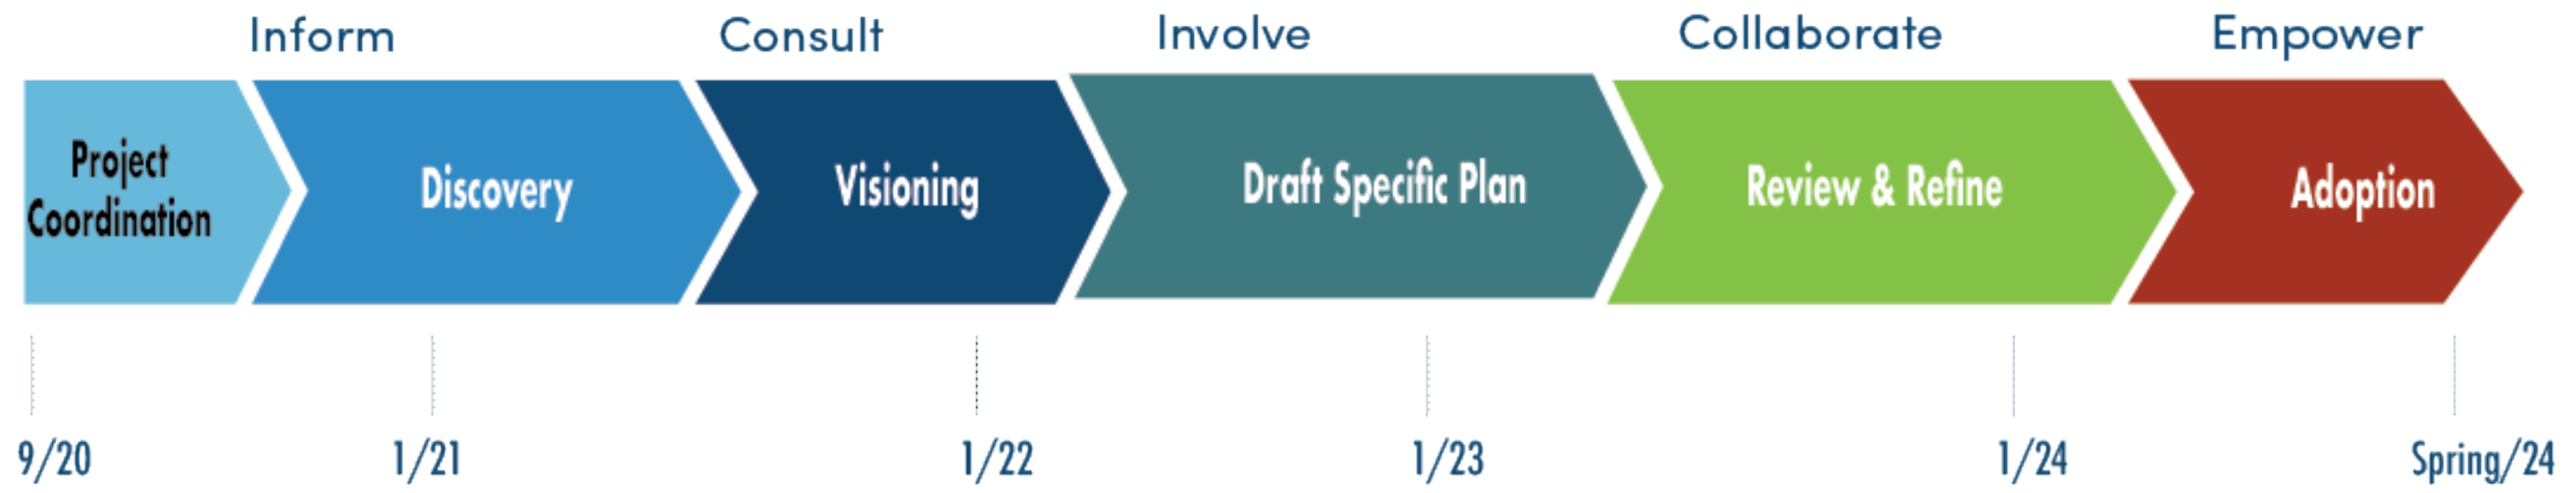 Inform
Consult
Involve
Collaborate
Empower
Project
Coordination
Discovery
Visioning
Draft Specific Plan
Review & Refine
Adoption
9/20
1/21
1/22
1/23
1/24
Spring/24